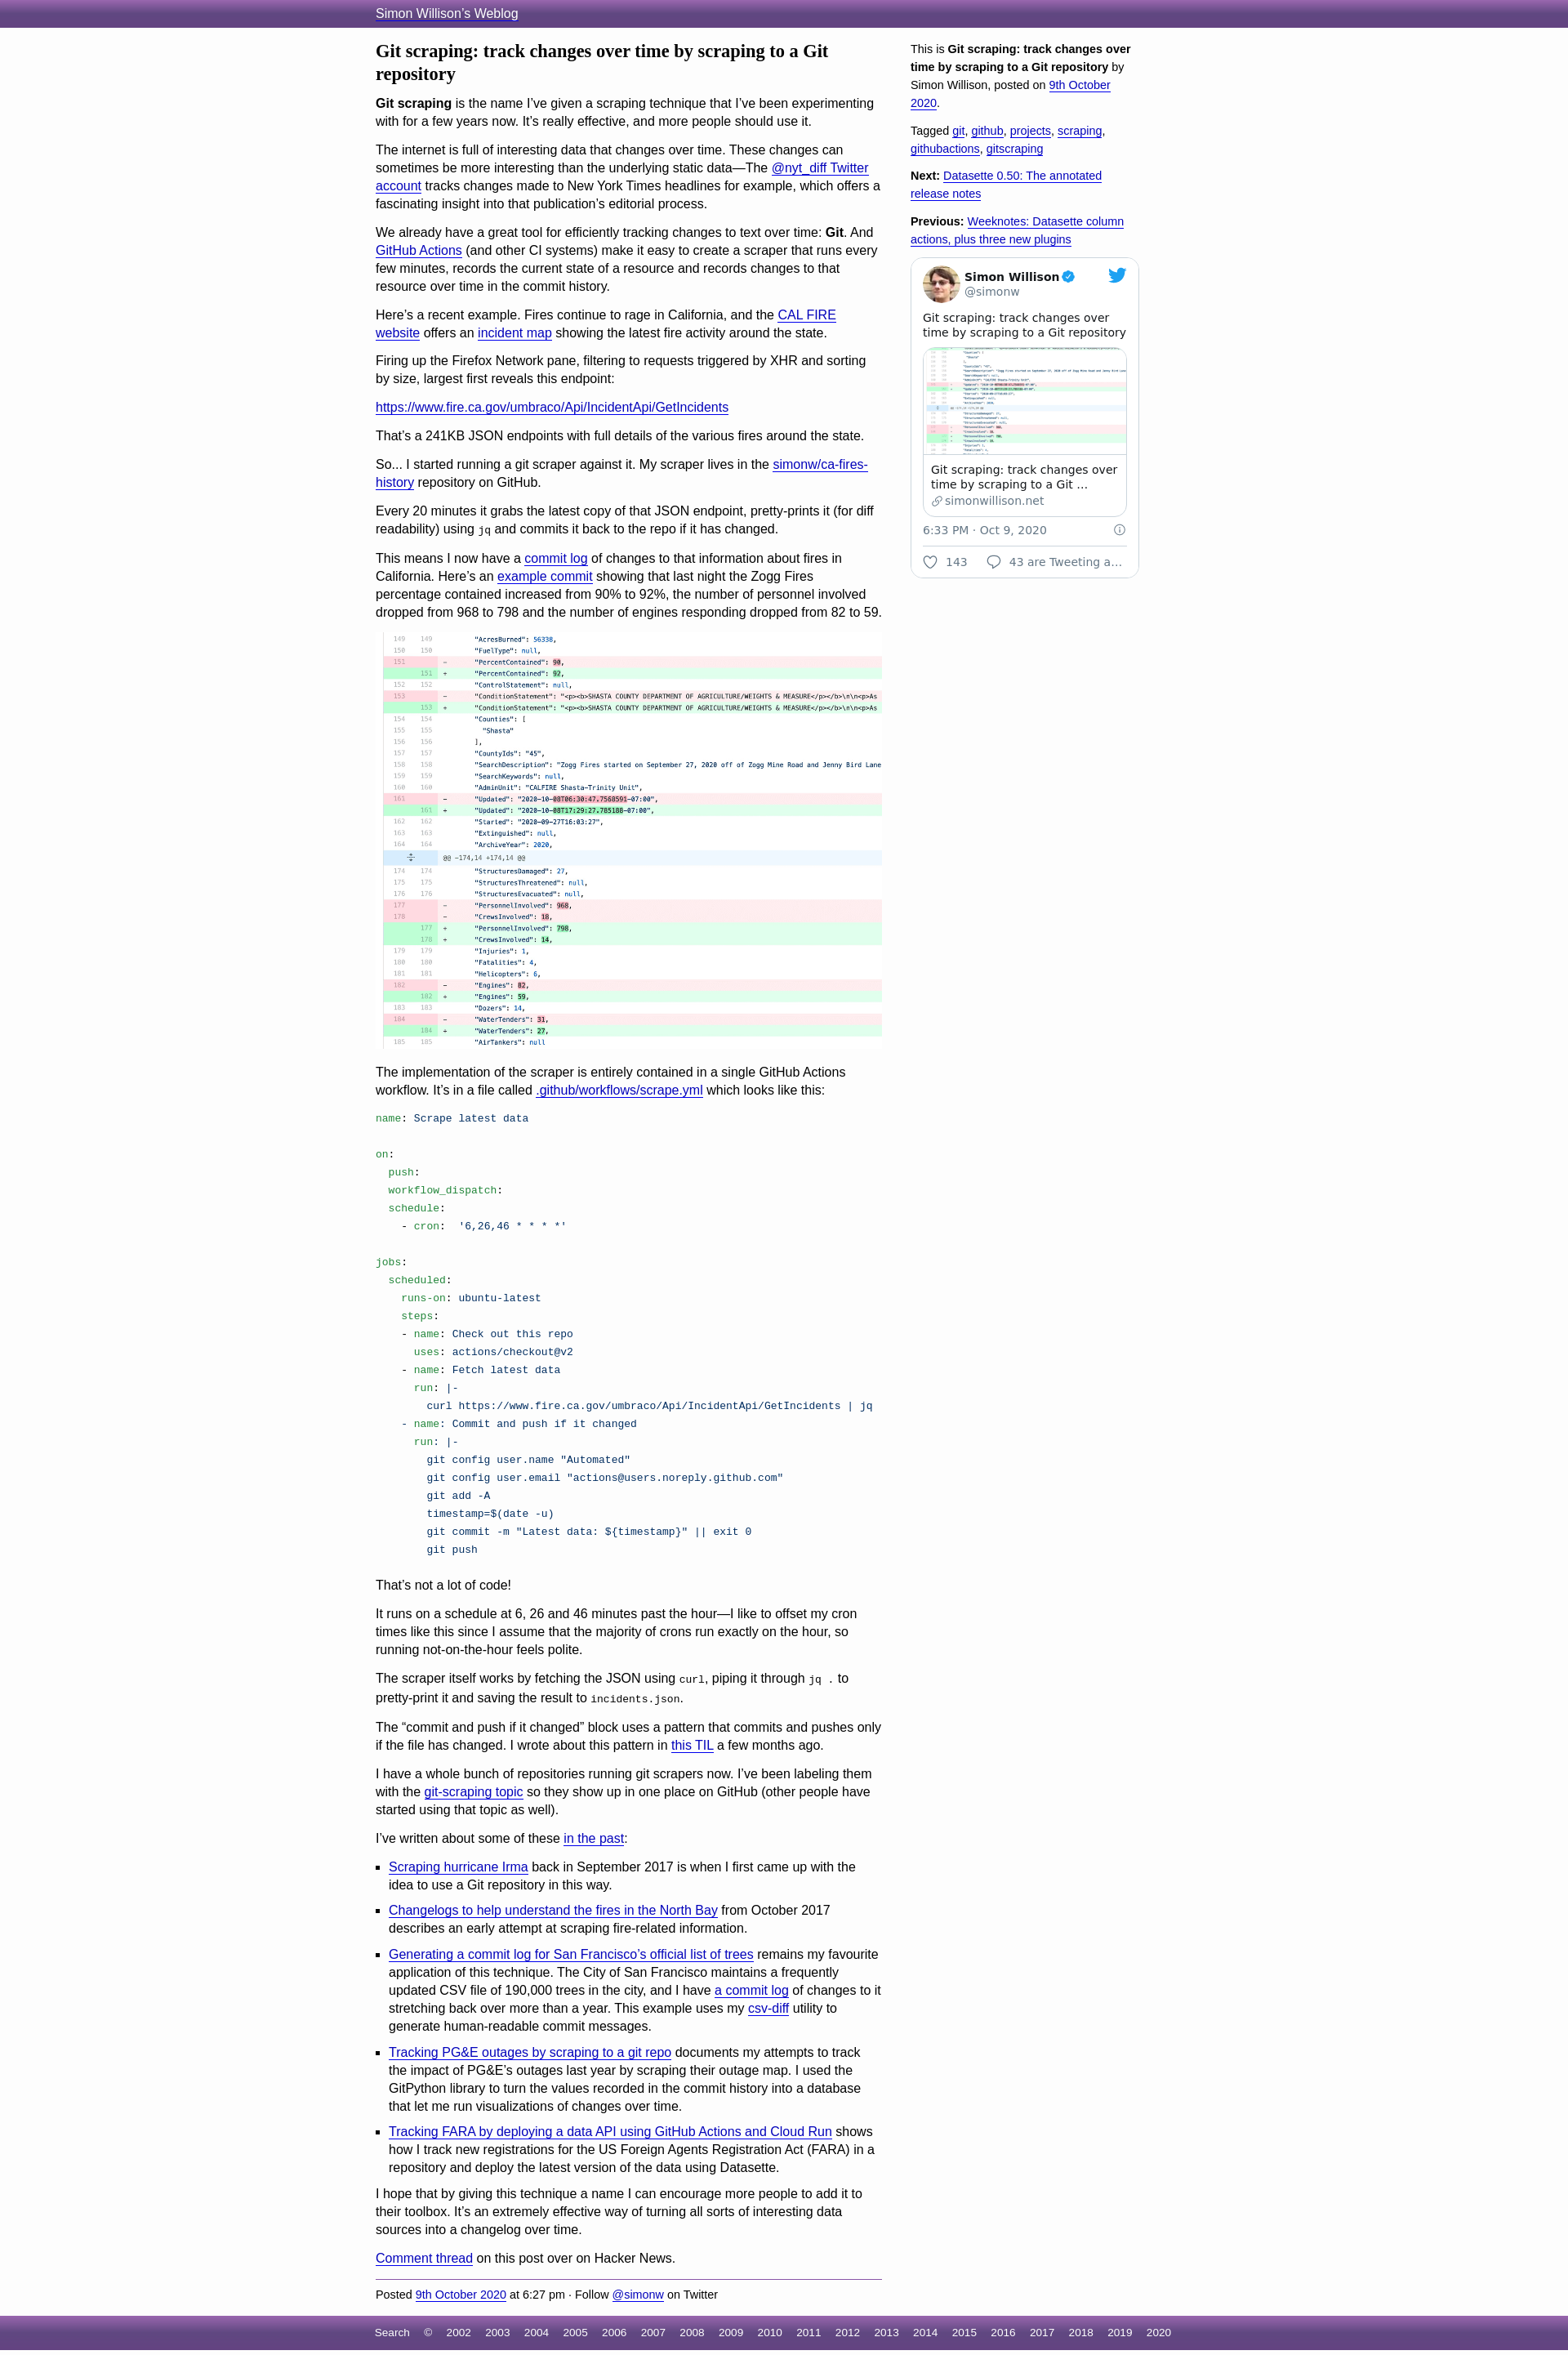 Simon Willison’s Weblog
Git scraping: track changes over time by scraping to a Git
repository
Git scraping is the name I’ve given a scraping technique that I’ve been experimenting
with for a few years now. It’s really effective, and more people should use it.
The internet is full of interesting data that changes over time. These changes can
sometimes be more interesting than the underlying static data—The @nyt_diff Twitter
account tracks changes made to New York Times headlines for example, which offers a
fascinating insight into that publication’s editorial process.
We already have a great tool for efficiently tracking changes to text over time: Git. And
GitHub Actions (and other CI systems) make it easy to create a scraper that runs every
few minutes, records the current state of a resource and records changes to that
resource over time in the commit history.
Here’s a recent example. Fires continue to rage in California, and the CAL FIRE
website offers an incident map showing the latest fire activity around the state.
Firing up the Firefox Network pane, filtering to requests triggered by XHR and sorting
by size, largest first reveals this endpoint:
https://www.fire.ca.gov/umbraco/Api/IncidentApi/GetIncidents
That’s a 241KB JSON endpoints with full details of the various fires around the state.
So... I started running a git scraper against it. My scraper lives in the simonw/ca-fires-
history repository on GitHub.
Every 20 minutes it grabs the latest copy of that JSON endpoint, pretty-prints it (for diff
readability) using jq and commits it back to the repo if it has changed.
This means I now have a commit log of changes to that information about fires in
California. Here’s an example commit showing that last night the Zogg Fires
percentage contained increased from 90% to 92%, the number of personnel involved
dropped from 968 to 798 and the number of engines responding dropped from 82 to 59.
149 149 "AcresBurned": 56338,
150 150 "FuelType": null,
151 - "PercentContained": 90,
151 + "PercentContained": 92,
152 152 "ControlStatement": null,
153 - "ConditionStatement": "<p><b>SHASTA COUNTY DEPARTMENT OF AGRICULTURE/WEIGHTS & MEASURE</p></b>\n\n<p>As
153 + "ConditionStatement": "<p><b>SHASTA COUNTY DEPARTMENT OF AGRICULTURE/WEIGHTS & MEASURE</p></b>\n\n<p>As
154 154 "Counties": [
155 155 "Shasta"
156 156 ],
157 157 "CountyIds": "45",
158 158 "SearchDescription": "Zogg Fires started on September 27, 2020 off of Zogg Mine Road and Jenny Bird Lane
159 159 "SearchKeywords": null,
160 160 "AdminUnit": "CALFIRE Shasta-Trinity Unit",
161 - "Updated": "2020-10-08T06:30:47.7568591-07:00",
161 + "Updated": "2020-10-08T17:29:27.785188-07:00",
162 162 "Started": "2020-09-27T16:03:27",
163 163 "Extinguished": null,
164 164 "ArchiveYear": 2020,
@@ -174,14 +174,14 @@
174 174 "StructuresDamaged": 27,
175 175 "StructuresThreatened": null,
176 176 "StructuresEvacuated": null,
177 - "PersonnelInvolved": 968,
178 - "CrewsInvolved": 18,
177 + "PersonnelInvolved": 798,
178 + "CrewsInvolved": 14,
179 179 "Injuries": 1,
180 180 "Fatalities": 4,
181 181 "Helicopters": 6,
182 - "Engines": 82,
182 + "Engines": 59,
183 183 "Dozers": 14,
184 - "WaterTenders": 31,
184 + "WaterTenders": 27,
185 185 "AirTankers": null
The implementation of the scraper is entirely contained in a single GitHub Actions
workflow. It’s in a file called .github/workflows/scrape.yml which looks like this:
name: Scrape latest data
on:
push:
workflow_dispatch:
schedule:
- cron: '6,26,46 * * * *'
jobs:
scheduled:
runs-on: ubuntu-latest
steps:
- name: Check out this repo
uses: actions/checkout@v2
- name: Fetch latest data
run: |-
curl https://www.fire.ca.gov/umbraco/Api/IncidentApi/GetIncidents | jq
- name: Commit and push if it changed
run: |-
git config user.name "Automated"
git config user.email "actions@users.noreply.github.com"
git add -A
timestamp=$(date -u)
git commit -m "Latest data: ${timestamp}" || exit 0
git push
That’s not a lot of code!
It runs on a schedule at 6, 26 and 46 minutes past the hour—I like to offset my cron
times like this since I assume that the majority of crons run exactly on the hour, so
running not-on-the-hour feels polite.
The scraper itself works by fetching the JSON using curl, piping it through jq . to
pretty-print it and saving the result to incidents.json.
The “commit and push if it changed” block uses a pattern that commits and pushes only
if the file has changed. I wrote about this pattern in this TIL a few months ago.
I have a whole bunch of repositories running git scrapers now. I’ve been labeling them
with the git-scraping topic so they show up in one place on GitHub (other people have
started using that topic as well).
I’ve written about some of these in the past:
Scraping hurricane Irma back in September 2017 is when I first came up with the
idea to use a Git repository in this way.
Changelogs to help understand the fires in the North Bay from October 2017
describes an early attempt at scraping fire-related information.
Generating a commit log for San Francisco’s official list of trees remains my favourite
application of this technique. The City of San Francisco maintains a frequently
updated CSV file of 190,000 trees in the city, and I have a commit log of changes to it
stretching back over more than a year. This example uses my csv-diff utility to
generate human-readable commit messages.
Tracking PG&E outages by scraping to a git repo documents my attempts to track
the impact of PG&E’s outages last year by scraping their outage map. I used the
GitPython library to turn the values recorded in the commit history into a database
that let me run visualizations of changes over time.
Tracking FARA by deploying a data API using GitHub Actions and Cloud Run shows
how I track new registrations for the US Foreign Agents Registration Act (FARA) in a
repository and deploy the latest version of the data using Datasette.
I hope that by giving this technique a name I can encourage more people to add it to
their toolbox. It’s an extremely effective way of turning all sorts of interesting data
sources into a changelog over time.
Comment thread on this post over on Hacker News.
Posted 9th October 2020 at 6:27 pm · Follow @simonw on Twitter
This is Git scraping: track changes over
time by scraping to a Git repository by
Simon Willison, posted on 9th October
2020.
Tagged git, github, projects, scraping,
githubactions, gitscraping
Next: Datasette 0.50: The annotated
release notes
Previous: Weeknotes: Datasette column
actions, plus three new plugins
Simon Willison
@simonw
Git scraping: track changes over
time by scraping to a Git repository
Git scraping: track changes over
time by scraping to a Git …
simonwillison.net
6:33 PM · Oct 9, 2020
143 43 are Tweeting a…
Search © 2002 2003 2004 2005 2006 2007 2008 2009 2010 2011 2012 2013 2014 2015 2016 2017 2018 2019 2020